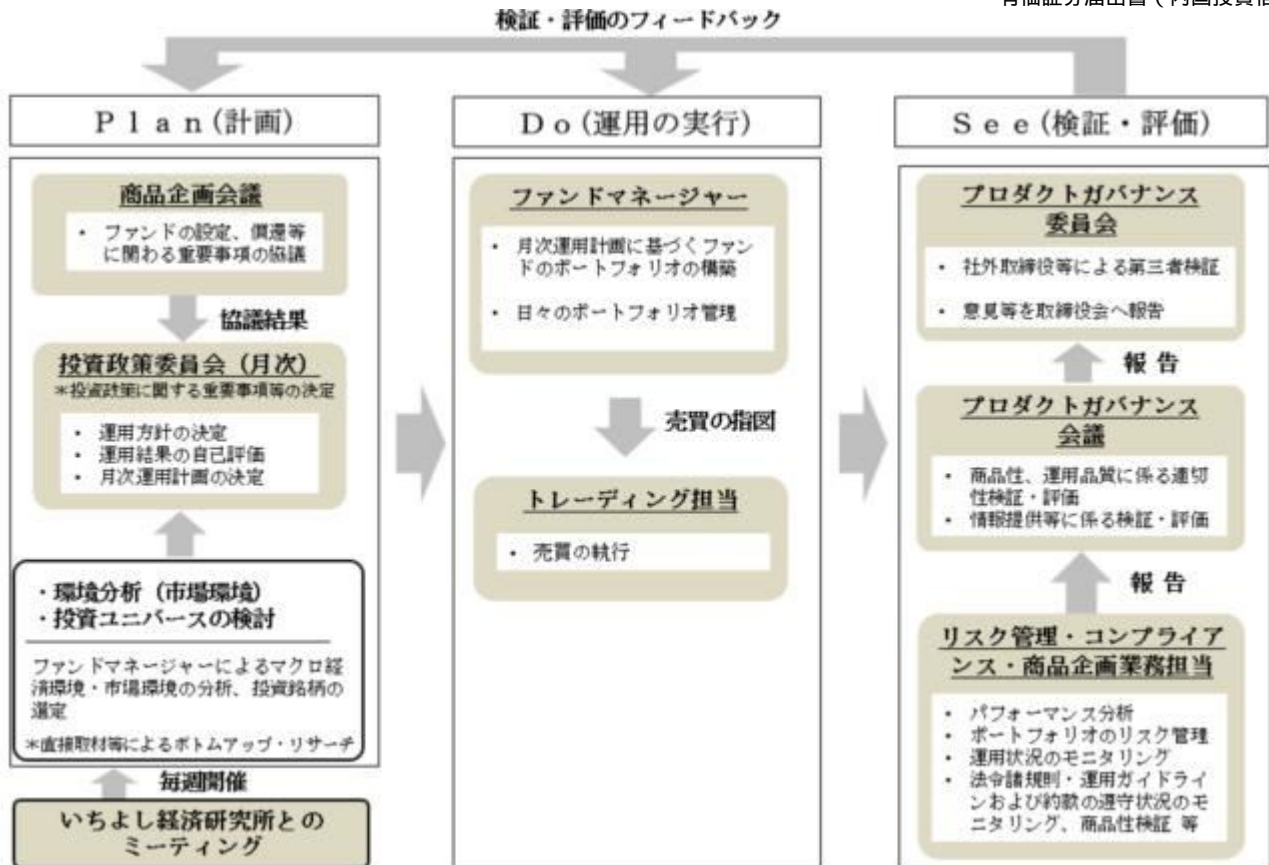 検証・評価のフィードバック
Plan(計画)
商品企画会議
・ ファンドの設定、償還等
に関わる重要事項の協議
協議結果
投資政策委員会（月次）
＊投資政策に関する重要事項等の決定
・ 運用方針の決定
・ 運用結果の自己評価
・ 月次運用計画の決定
・環境分析（市場環境）
・投資ユニバースの検討
ファンドマネージャーによるマクロ経
済環境・市場環境の分析、投資銘柄の
選定
＊直接取材等によるボトムアップ・リサーチ
毎週開催
いちよし経済研究所との
ミーティング
Do(運用の実行)
ファンドマネージャー
・ 月次運用計画に基づくファン
ドのポートフォリオの構築
・ 日々のポートフォリオ管理
売買の指図
トレーディング担当
・ 売買の執行
See(検証・評価)
プロダクトガバナンス
委員会
・ 社外取締役等による第三者検証
・ 意見等を取締役会へ報告
報 告
プロダクトガバナンス
会議
・ 商品性、運用品質に係る適切
性検証・評価
・ 情報提供等に係る検証・評価
報 告
リスク管理・コンプライア
ンス・商品企画業務担当
・ パフォーマンス分析
・ ポートフォリオのリスク管理
・ 運用状況のモニタリング
・ 法令諸規則・運用ガイドライ
ンおよび約款の遵守状況のモ
ニタリング、商品性検証 等